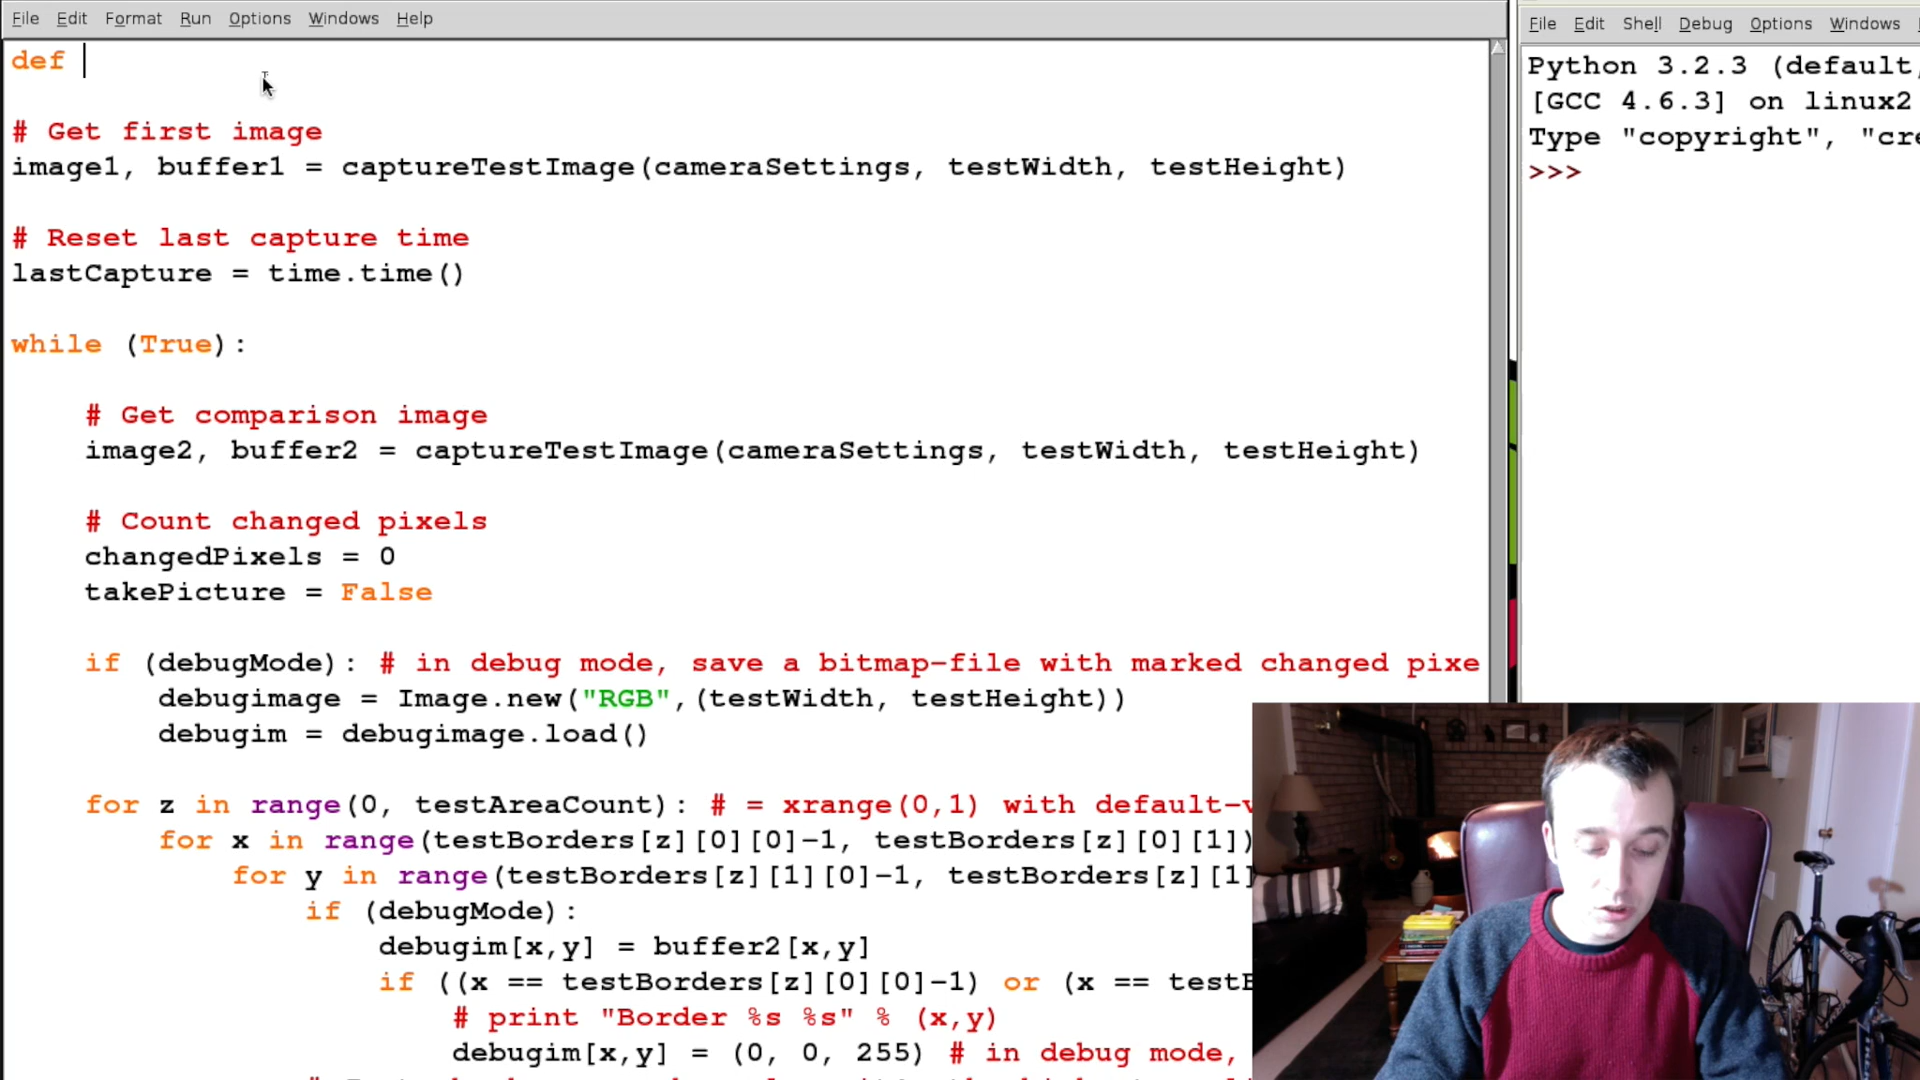 File Edit Format Run Options Windows Help
def
# Get first image
image1, buffer1 = captureTestImage(cameraSettings, testWidth, testHeight)
# Reset last capture time
lastCapture = time.time()
while (True):
# Get comparison image
image2, buffer2 = captureTestImage(cameraSettings, testWidth, testHeight)
# Count changed pixels
changedPixels = 0
takePicture = False
if (debugMode): # in debug mode, save a bitmap-file with marked changed pixe
debugimage = Image.new("RGB",(testWidth, testHeight))
debugim = debugimage.load()
for z in range(0, testAreaCount): # = xrange(0,1) with default-v
for x in range(testBorders[z][0][0]-1, testBorders[z][0][1])
for y in range(testBorders[z][1][0]-1, testBorders[z][1]
if (debugMode):
debugim[x,y] = buffer2[x,y]
if ((x == testBorders[z][0][0]-1) or (x == testB
# print "Border %s %s" % (x,y)
debugim[x,y] = (0, 0, 255) # in debug mode,
File Edit Shell Debug Options Windows
Python 3.2.3 (default,
[GCC 4.6.3] on linux2
Type "copyright", "cre
>>>